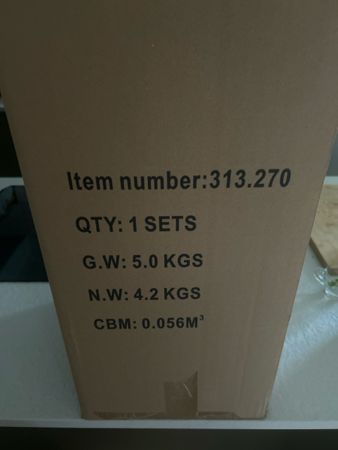 Item number:313.270
QTY: 1 SETS
G.W: 5.0 KGS
N.W: 4.2 KGS
CBM: 0.056M³